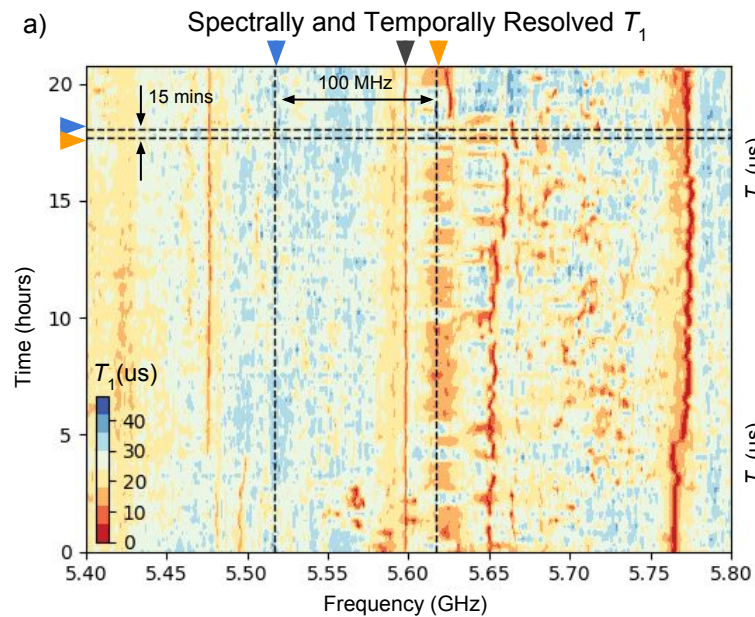 a) Spectrally and Temporally Resolved T1
20
15 mins
100 MHz
15
10
5
0
Time (hours)
T1(us)
40
30
20
10
0
5.40 5.45 5.50 5.55 5.60 5.65 5.70 5.75 5.80
Frequency (GHz)
(us)
(us)